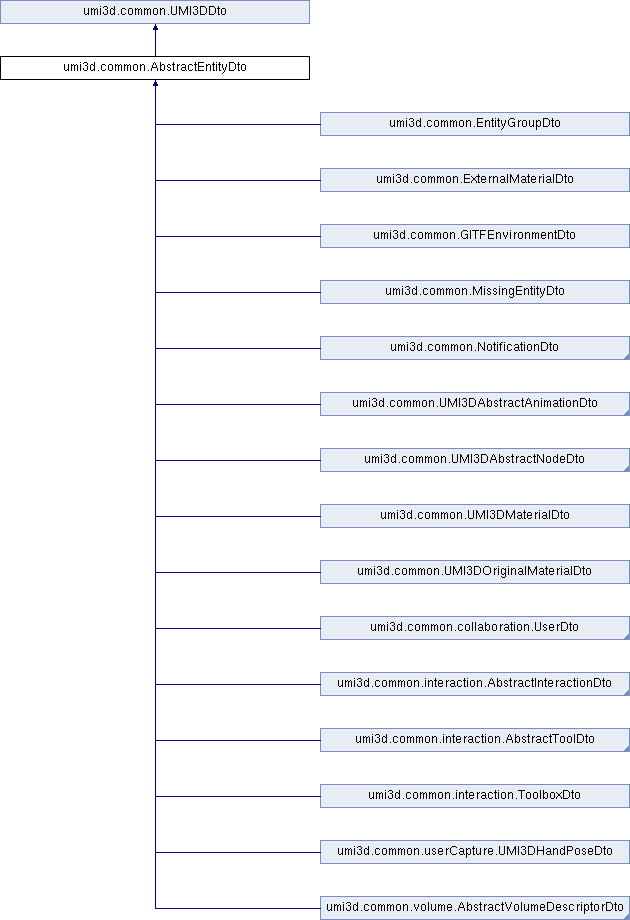 umi3d.common.UMI3DDto
umi3d.common.AbstractEntityDto
umi3d.common.EntityGroupDto
umi3d.common.ExternalMaterialDto
umi3d.common.GlTFEnvironmentDto
umi3d.common.MissingEntityDto
umi3d.common.NotificationDto
umi3d.common.UMI3DAbstractAnimationDto
umi3d.common.UMI3DAbstractNodeDto
umi3d.common.UMI3DMaterialDto
umi3d.common.UMI3DOriginalMaterialDto
umi3d.common.collaboration.UserDto
umi3d.common.interaction.AbstractInteractionDto
umi3d.common.interaction.AbstractToolDto
umi3d.common.interaction.ToolboxDto
umi3d.common.userCapture.UMI3DHandPoseDto
umi3d.common.volume.AbstractVolumeDescriptorDto